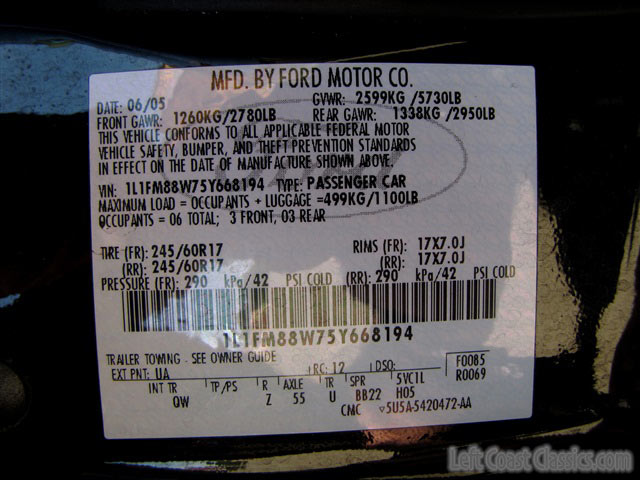 MFD. BY FORD MOTOR CO.
DATE: 06/05 GVWR: 2599KG/5730LB
FRONT GAWR: 1260KG/2780LB REAR GAWR: 1338KG/2950LB
THIS VEHICLE CONFORMS TO ALL APPLICABLE FEDERAL MOTOR
VEHICLE SAFETY, BUMPER, AND THEFT PREVENTION STANDARDS
IN EFFECT ON THE DATE OF MANUFACTURE SHOWN ABOVE.
VIN: 1L1FM88W75Y668194 TYPE: PASSENGER CAR
MAXIMUM LOAD = OCCUPANTS + LUGGAGE =499KG/1100LB
OCCUPANTS = 06 TOTAL; 3 FRONT, 03 REAR
TIRE (FR): 245/60R17 RIMS (FR): 17X7.0J
(RR): 245/60R17 (RR): 17X7.0J
PRESSURE (FR): 290 kPa/42 PSI COLD (RR): 290 kPa/42 PSI COLD
1L1FM88W75Y668194
TRAILER TOWING - SEE OWNER GUIDE
EXT PNT: UA RC: 12 DSO: F0085
R0069
INT TR TP/PS R AXLE TR SPR 5VC1L
QW Z 55 U BB22 H05
CMC ▽5U5A-5420472-AA
Ford
Left Coast Classics.com